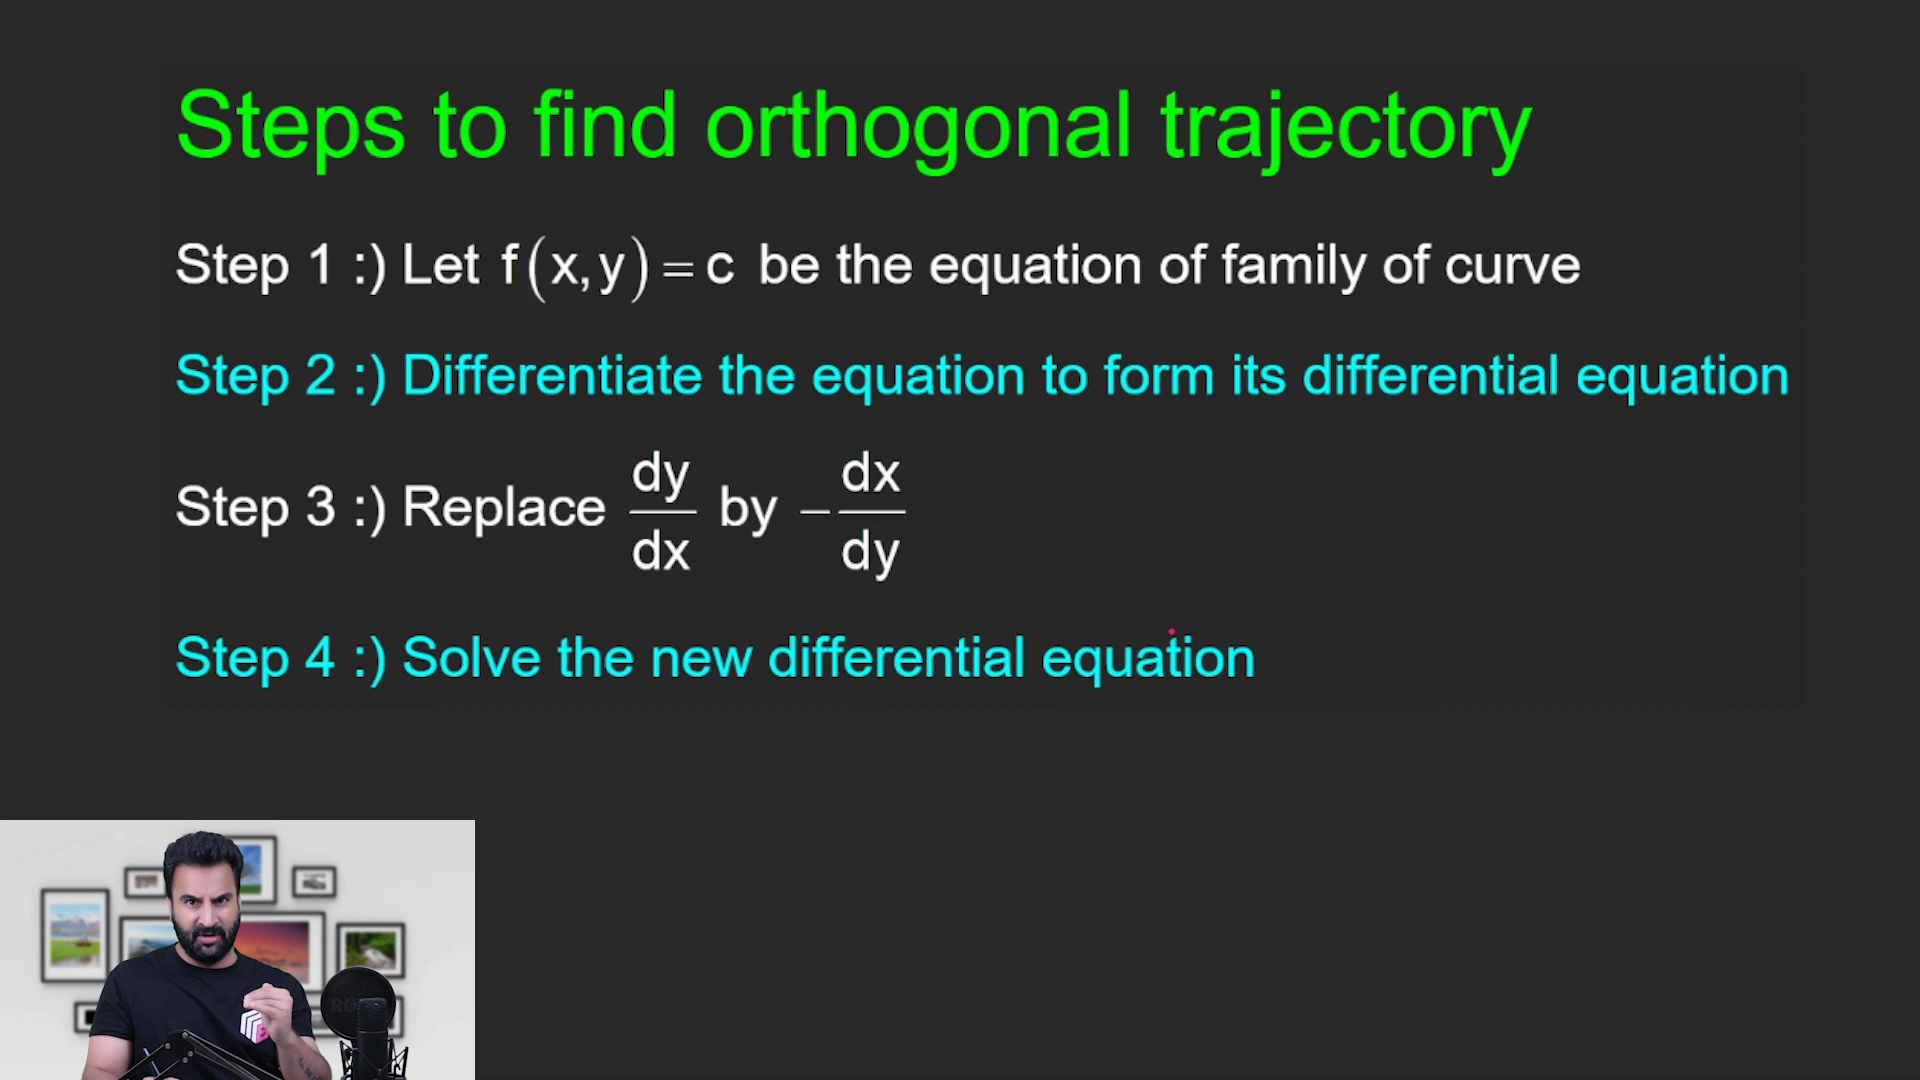 Steps to find orthogonal trajectory
Step 1 :) Let f(x,y)=c be the equation of family of curve
Step 2 :) Differentiate the equation to form its differential equation
Step 3 :) Replace dy/dx by −dx/dy
Step 4 :) Solve the new differential equation